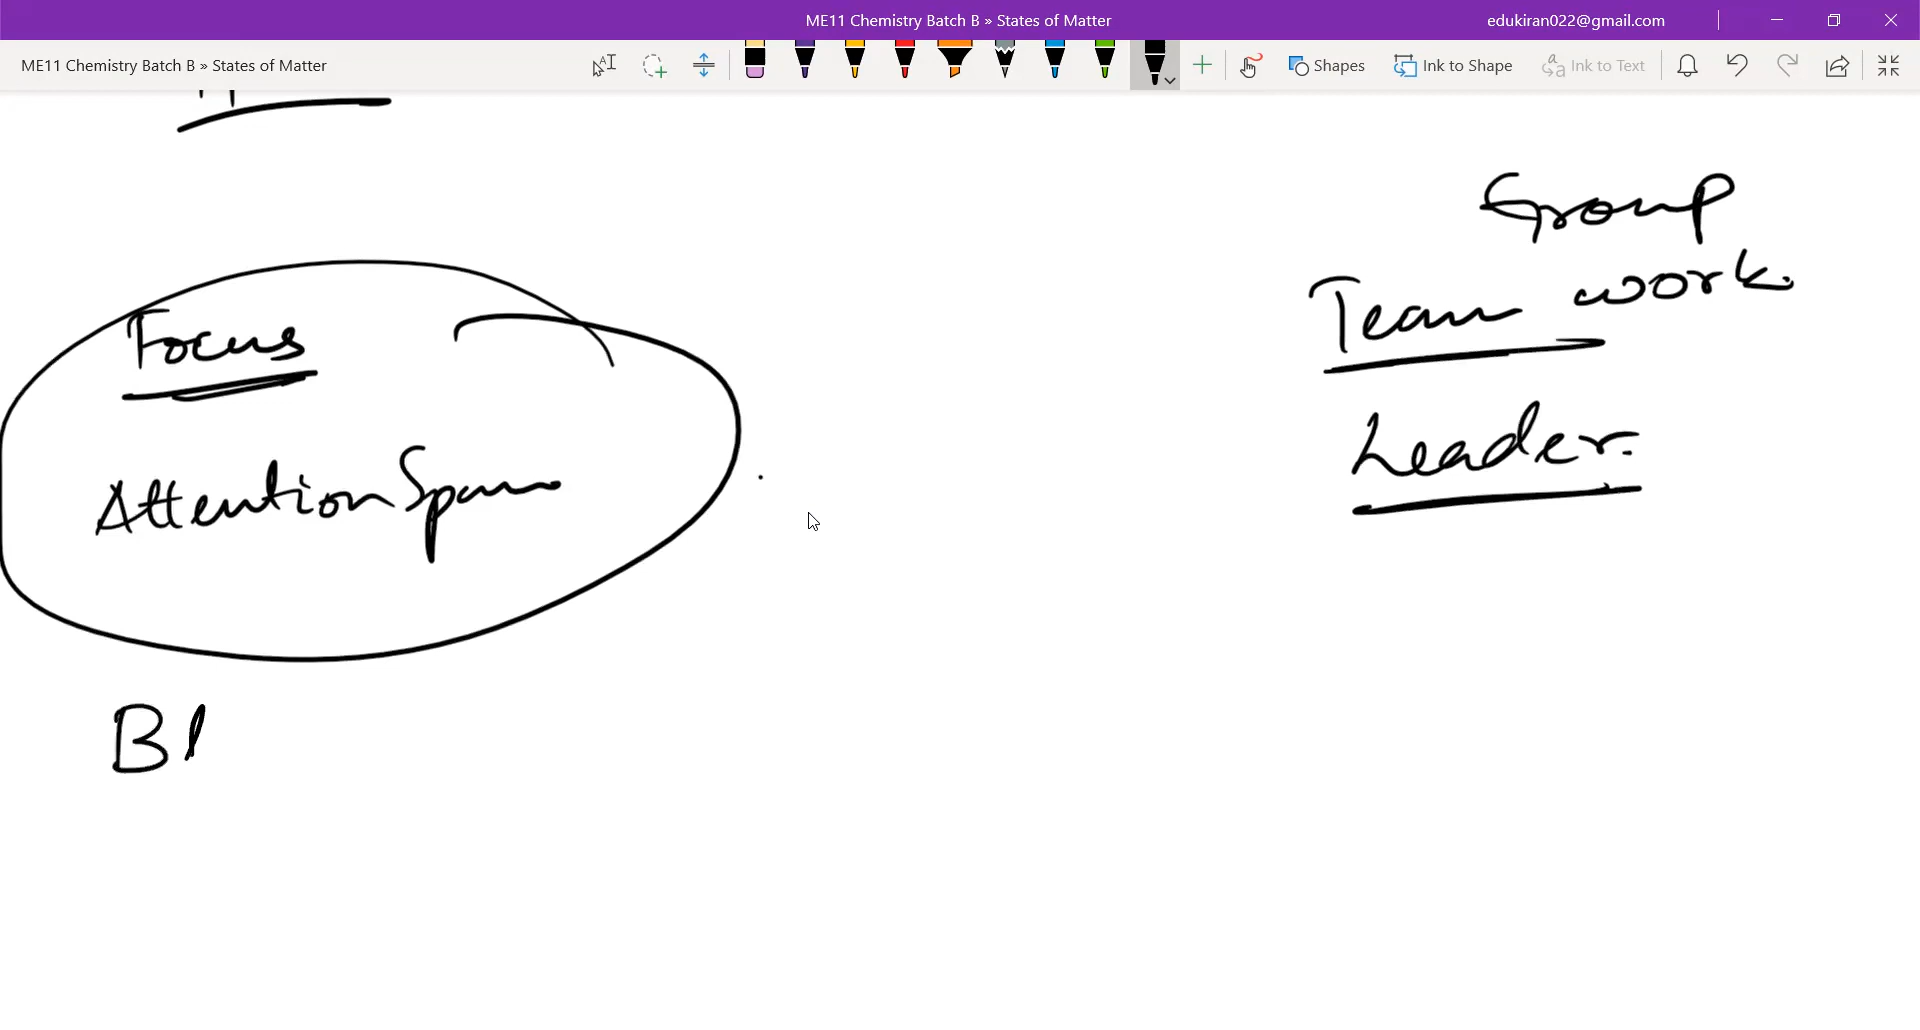 ME11 Chemistry Batch B » States of Matter
edukiran022@gmail.com
ME11 Chemistry Batch B » States of Matter
Shapes
Ink to Shape
Ink to Text
Group
Team work.
Leader.
Focus
Attention Span
B